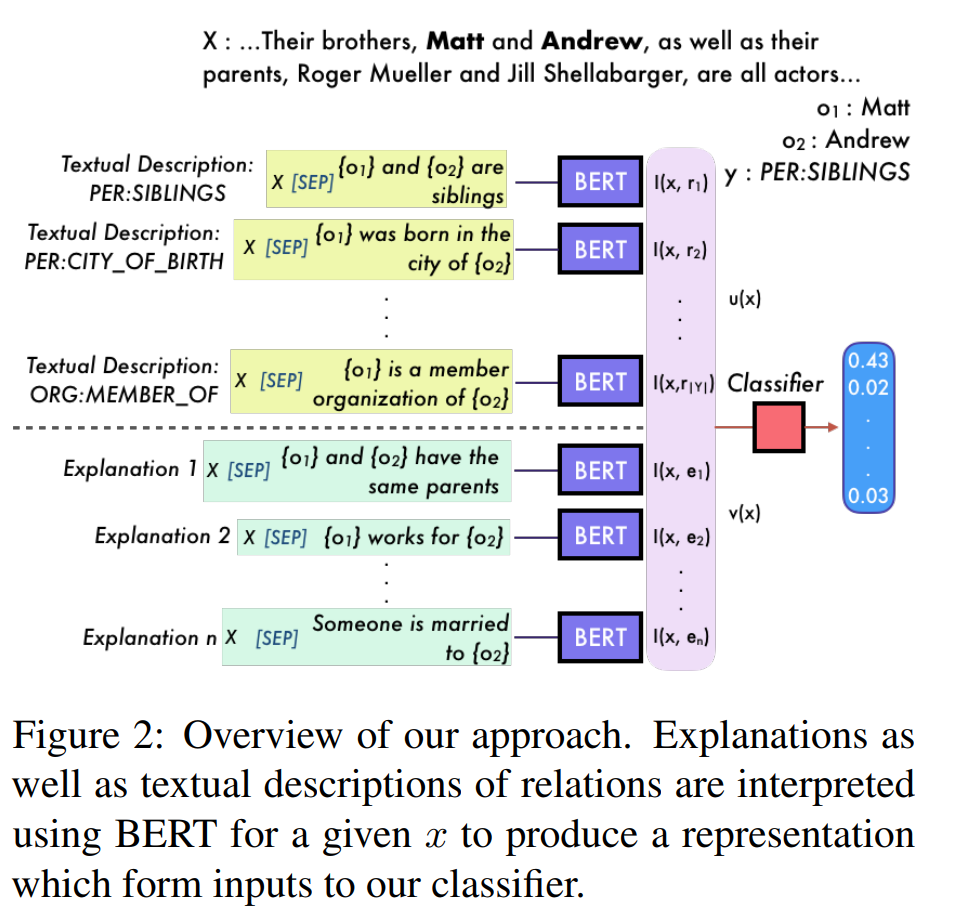 X : ...Their brothers, Matt and Andrew, as well as their
parents, Roger Mueller and Jill Shellabarger, are all actors...
o₁ : Matt
o₂ : Andrew
y : PER:SIBLINGS
Textual Description:
PER:SIBLINGS
X [SEP] {o₁} and {o₂} are
siblings
BERT
I(x, r₁)
Textual Description:
PER:CITY_OF_BIRTH
X [SEP] {o₁} was born in the
city of {o₂}
BERT
I(x, r₂)
u(x)
Textual Description:
ORG:MEMBER_OF
X [SEP] {o₁} is a member
organization of {o₂}
BERT
I(x,r|Y|)
Classifier
0.43
0.02
.
.
.
0.03
Explanation 1
X [SEP] {o₁} and {o₂} have the
same parents
BERT
I(x, e₁)
v(x)
Explanation 2
X [SEP] {o₁} works for {o₂}
BERT
I(x, e₂)
Explanation n
X [SEP] Someone is married
to {o₂}
BERT
I(x, eₙ)
Figure 2: Overview of our approach. Explanations as
well as textual descriptions of relations are interpreted
using BERT for a given x to produce a representation
which form inputs to our classifier.